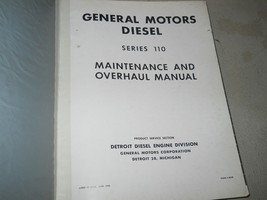 GENERAL MOTORS
DIESEL
SERIES 110
MAINTENANCE AND
OVERHAUL MANUAL
PRODUCT SERVICE SECTION
DETROIT DIESEL ENGINE DIVISION
GENERAL MOTORS CORPORATION
DETROIT 28, MICHIGAN